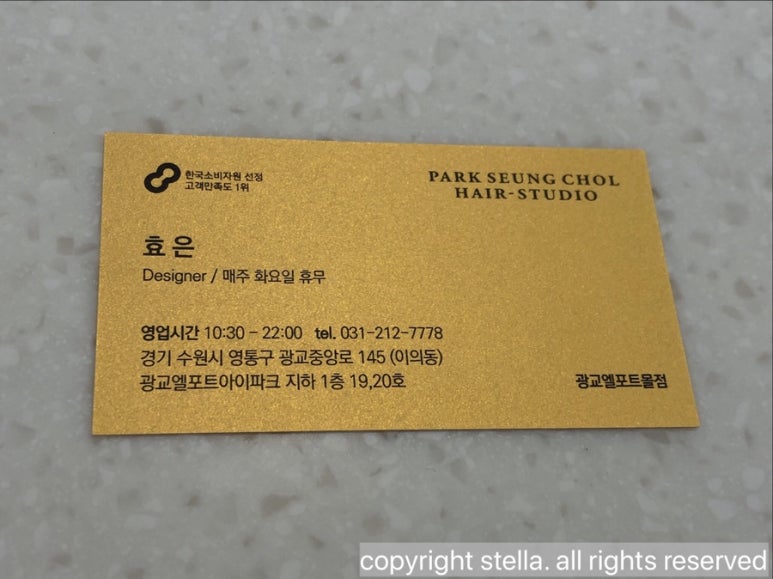 한국소비자원 선정
고객만족도 1위
PARK SEUNG CHOL
HAIR-STUDIO
효은
Designer / 매주 화요일 휴무
영업시간 10:30 - 22:00 tel. 031-212-7778
경기 수원시 영통구 광교중앙로 145 (이의동)
광교엘포트아이파크 지하 1층 19,20호
광교엘포트몰점
copyright stella. all rights reserved